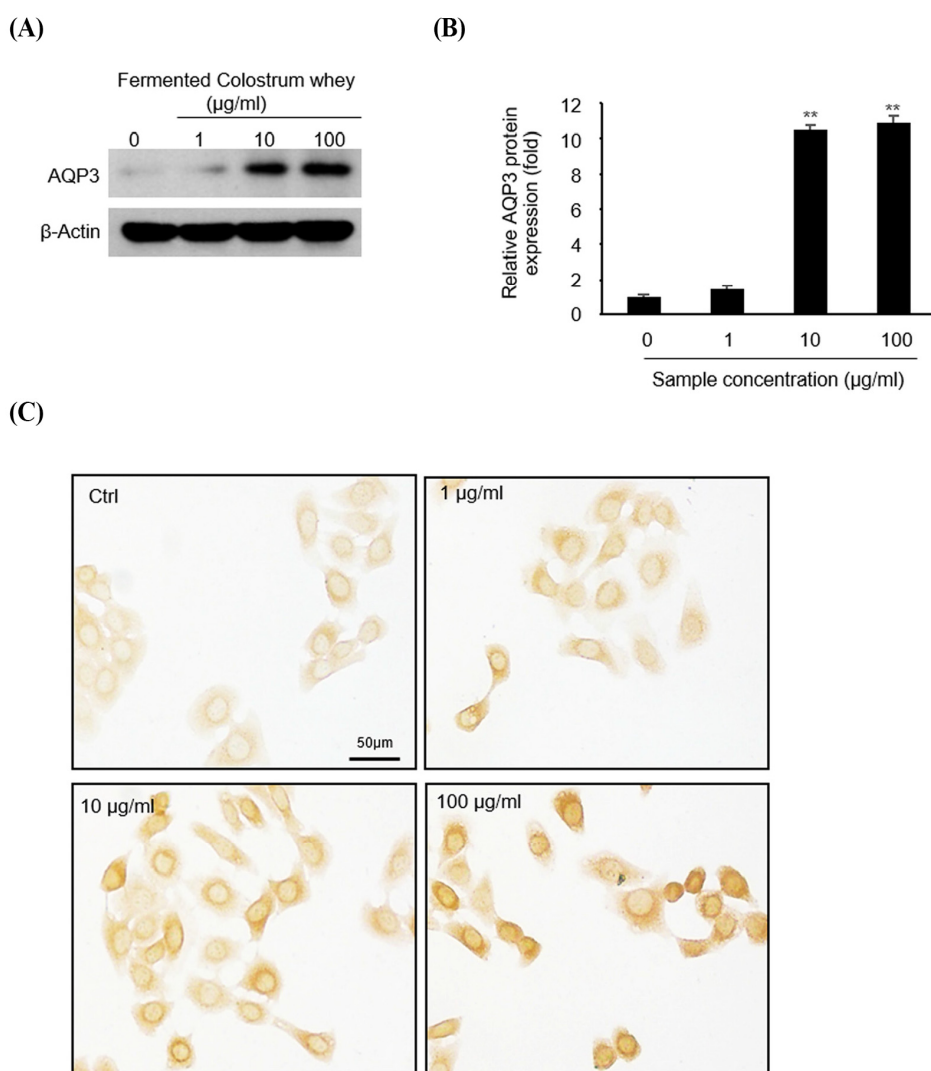 (A)
Fermented Colostrum whey
(µg/ml)
0 1 10 100
AQP3
β-Actin
(B)
Relative AQP3 protein
expression (fold)
12
10
8
6
4
2
0
** **
0 1 10 100
Sample concentration (µg/ml)
(C)
Ctrl
50µm
1 µg/ml
10 µg/ml
100 µg/ml